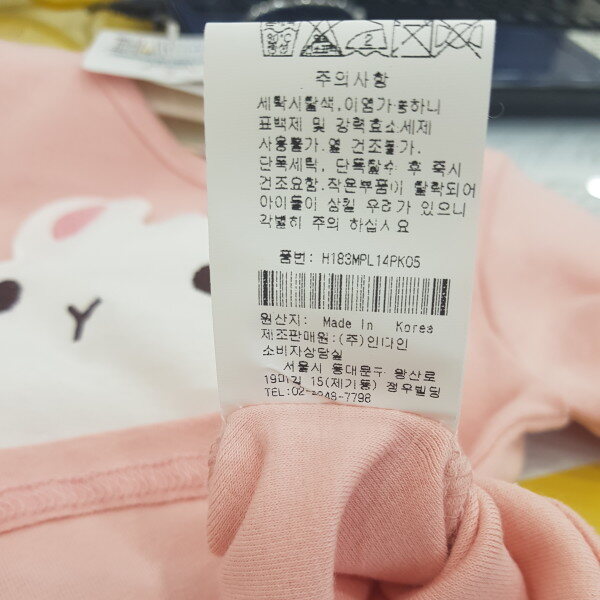 주의사항
세탁시탈색,이염가능하니
표백제 및 강력효소세제
사용불가.열 건조불가.
단독세탁, 단독탈수 후 즉시
건조요함.작은부품이 탈락되어
아이들이 삼킬 우려가 있으니
각별히 주의 하십시요
품번: H183MPL14PK05
원산지: Made In Korea
제조판매원:(주)인다인
소비자상담실
서울시 동대문구 왕산로
19마길 15(제기동) 정우빌딩